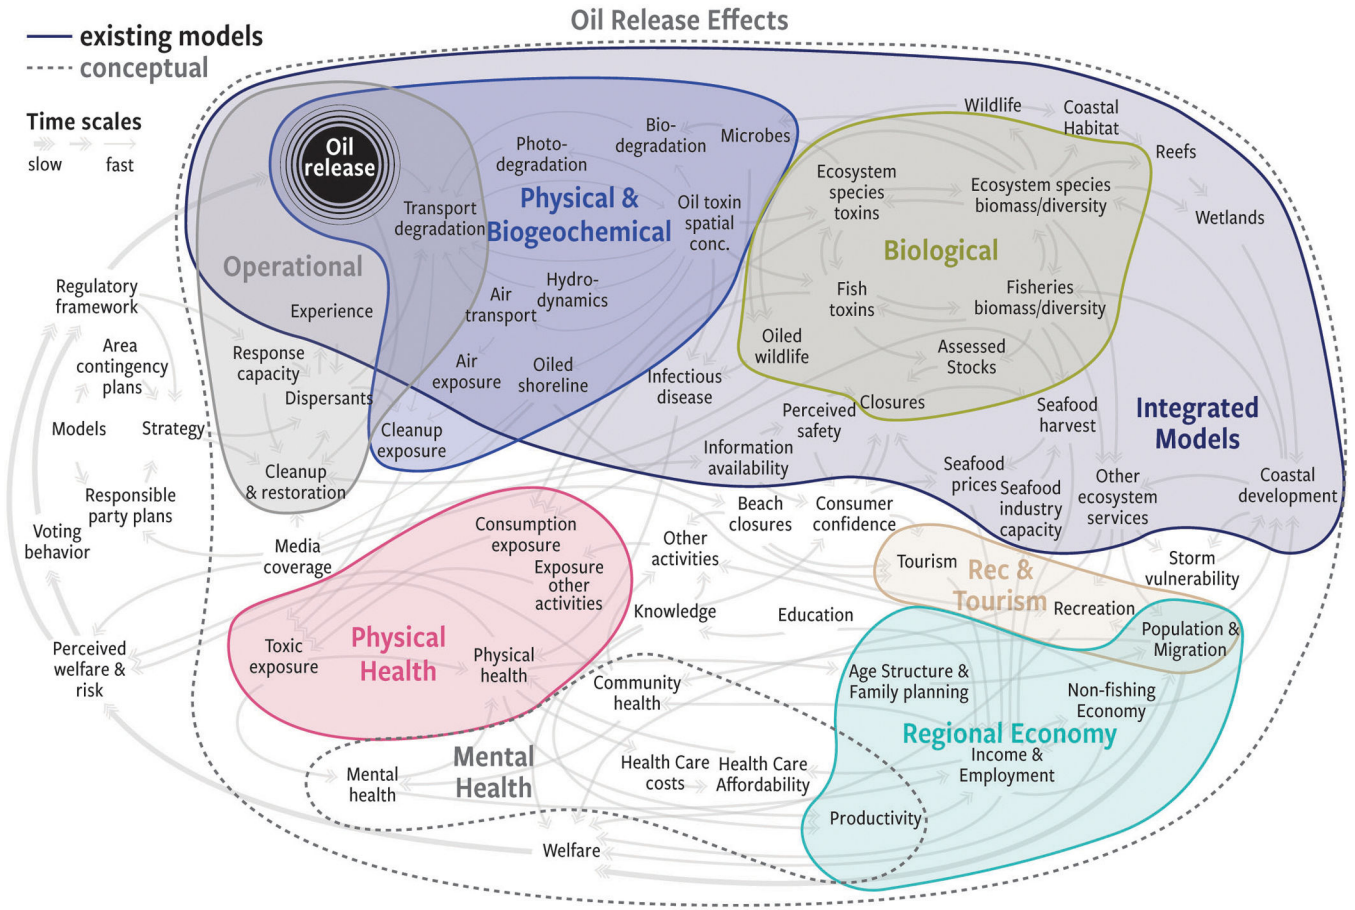 Oil Release Effects
existing models
conceptual
Time scales
slow
fast
Oil
release
Photo-
degradation
Bio-
degradation
Microbes
Wildlife
Coastal
Habitat
Reefs
Wetlands
Transport
degradation
Physical &
Biogeochemical
Oil toxin
spatial
conc.
Ecosystem
species
toxins
Ecosystem species
biomass/diversity
Biological
Operational
Experience
Air
transport
Hydro-
dynamics
Fish
toxins
Fisheries
biomass/diversity
Regulatory
framework
Area
contingency
plans
Response
capacity
Dispersants
Air
exposure
Oiled
shoreline
Infectious
disease
Oiled
wildlife
Assessed
Stocks
Closures
Perceived
safety
Seafood
harvest
Integrated
Models
Models
Strategy
Cleanup
exposure
Information
availability
Cleanup
& restoration
Seafood
prices
Seafood
industry
capacity
Other
ecosystem
services
Coastal
development
Responsible
party plans
Voting
behavior
Media
coverage
Consumption
exposure
Exposure
other
activities
Other
activities
Beach
closures
Consumer
confidence
Tourism
Rec &
Tourism
Recreation
Storm
vulnerability
Population &
Migration
Knowledge
Education
Perceived
welfare &
risk
Toxic
exposure
Physical
Health
Physical
health
Community
health
Age Structure &
Family planning
Non-fishing
Economy
Regional Economy
Income &
Employment
Mental
health
Mental
Health
Health Care
costs
Health Care
Affordability
Productivity
Welfare